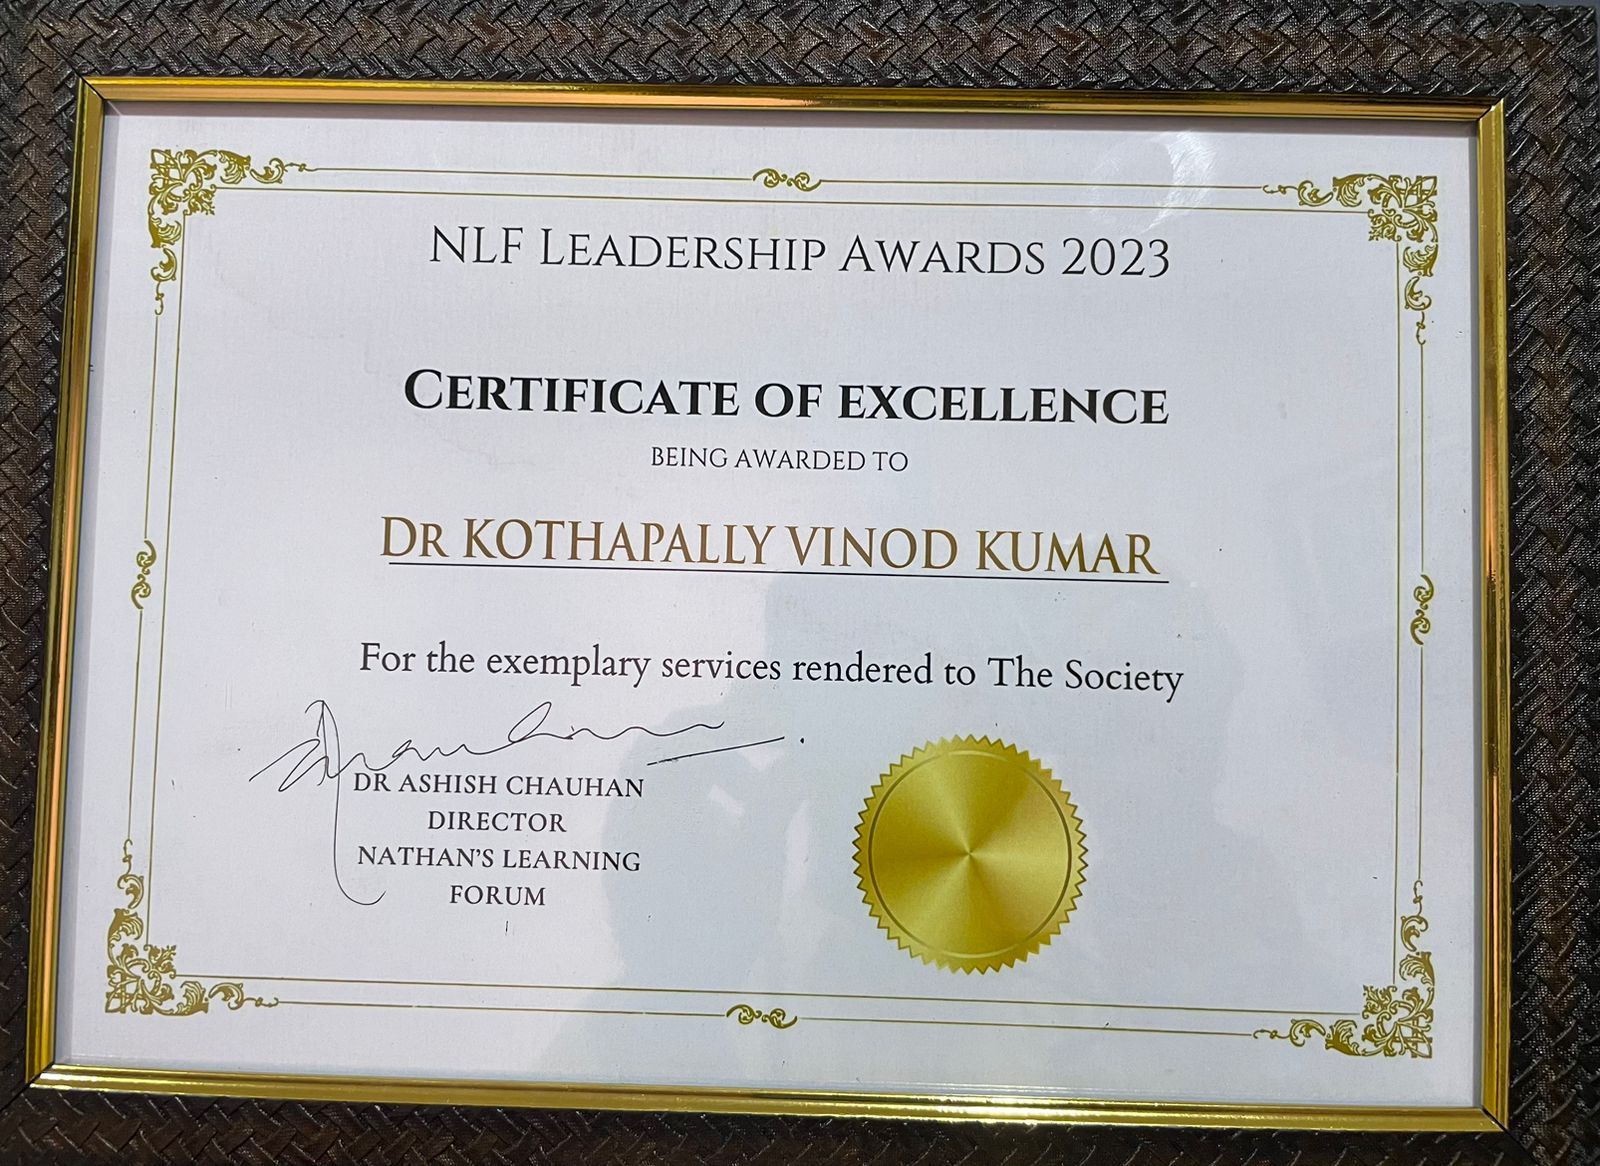 NLF LEADERSHIP AWARDS 2023
CERTIFICATE OF EXCELLENCE
BEING AWARDED TO
DR KOTHAPALLY VINOD KUMAR
For the exemplary services rendered to The Society
DR ASHISH CHAUHAN
DIRECTOR
NATHAN'S LEARNING
FORUM